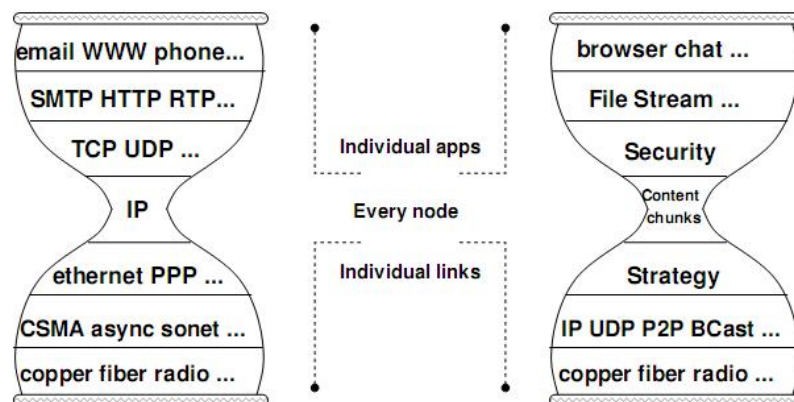 email WWW phone...
SMTP HTTP RTP...
TCP UDP ...
IP
ethernet PPP ...
CSMA async sonet ...
copper fiber radio ...
Individual apps
Every node
Individual links
browser chat ...
File Stream ...
Security
Content
chunks
Strategy
IP UDP P2P BCast ...
copper fiber radio ...